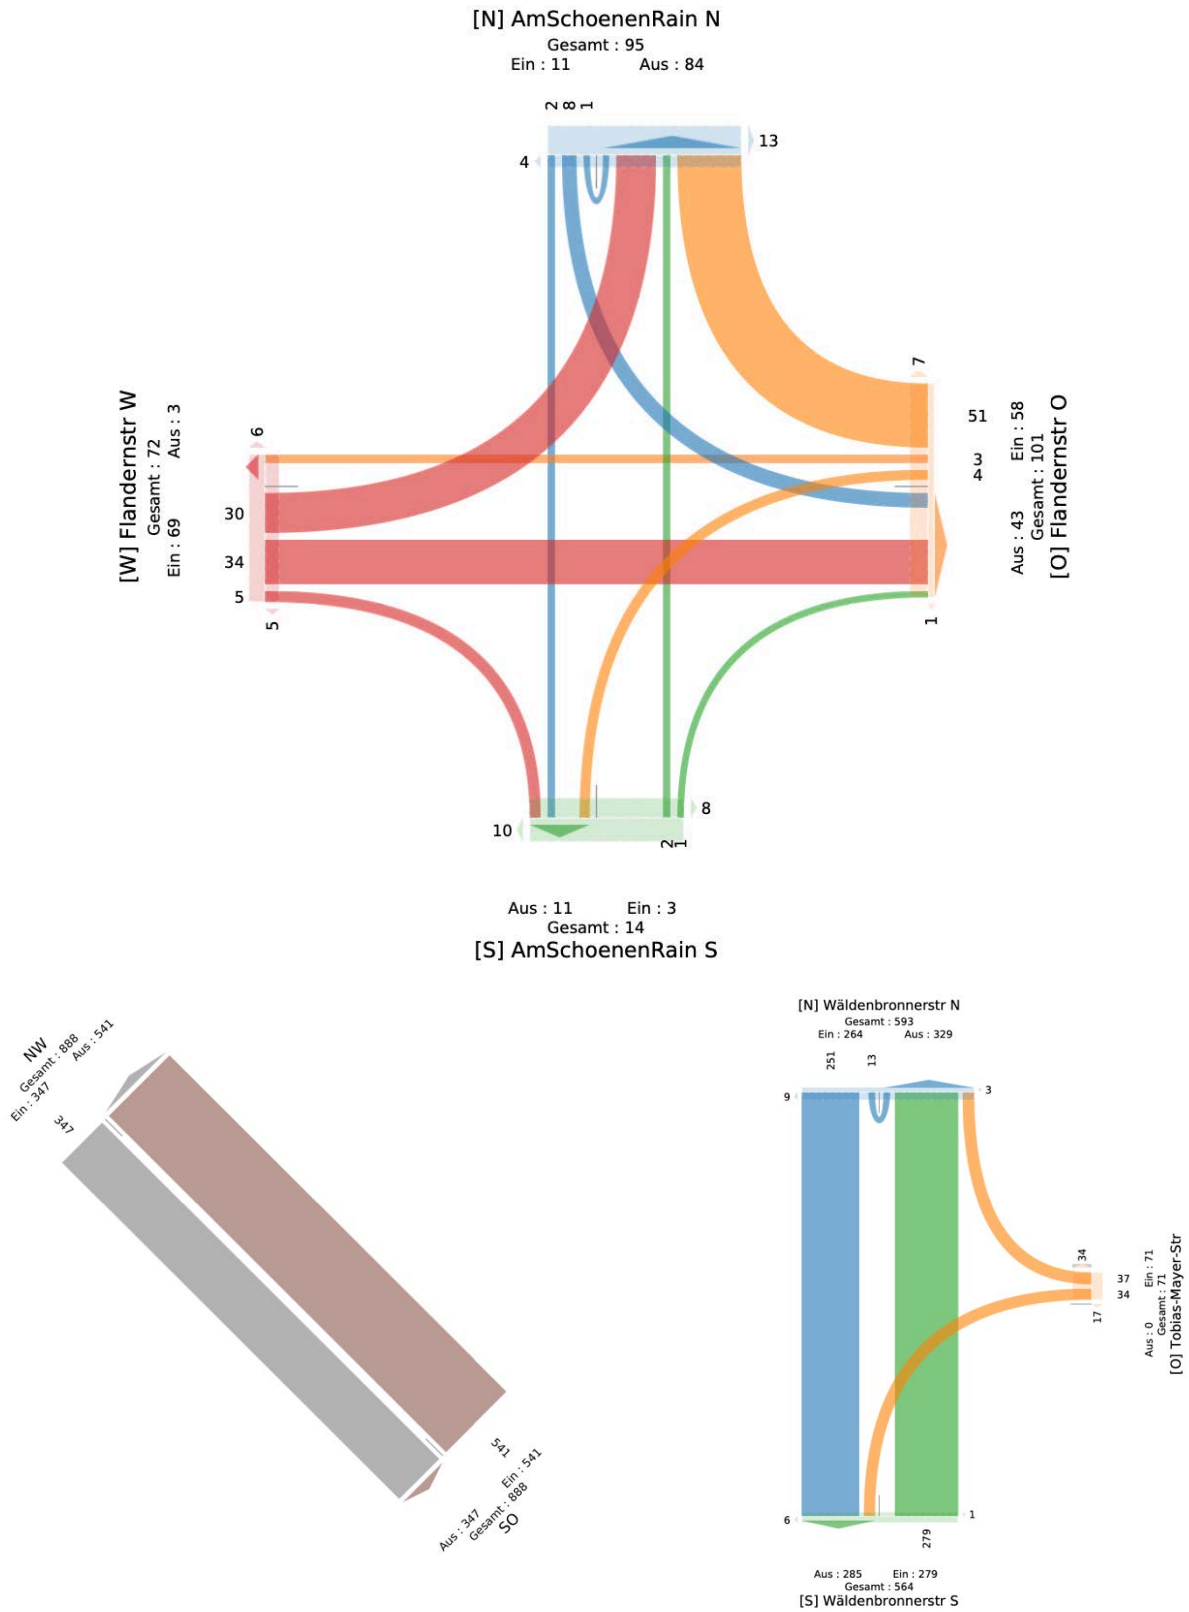 [N] AmSchoenenRain N
Gesamt : 95
Ein : 11 Aus : 84
2 8 1
4
13
7
51
3
4
Ein : 58
Aus : 43
Gesamt : 101
[O] Flandernstr O
1
[W] Flandernstr W
Gesamt : 72
Aus : 3
Ein : 69
6
30
34
5
5
10
8
2 1
Aus : 11 Ein : 3
Gesamt : 14
[S] AmSchoenenRain S
NW
Gesamt : 888
Aus : 541
Ein : 347
347
541
Ein : 541
Gesamt : 888
Aus : 347
SO
[N] Wäldenbronnerstr N
Gesamt : 593
Ein : 264 Aus : 329
251 13
9
3
34
37
34
17
Ein : 71
Gesamt : 71
Aus : 0
[O] Tobias-Mayer-Str
6
1
279
Aus : 285 Ein : 279
Gesamt : 564
[S] Wäldenbronnerstr S